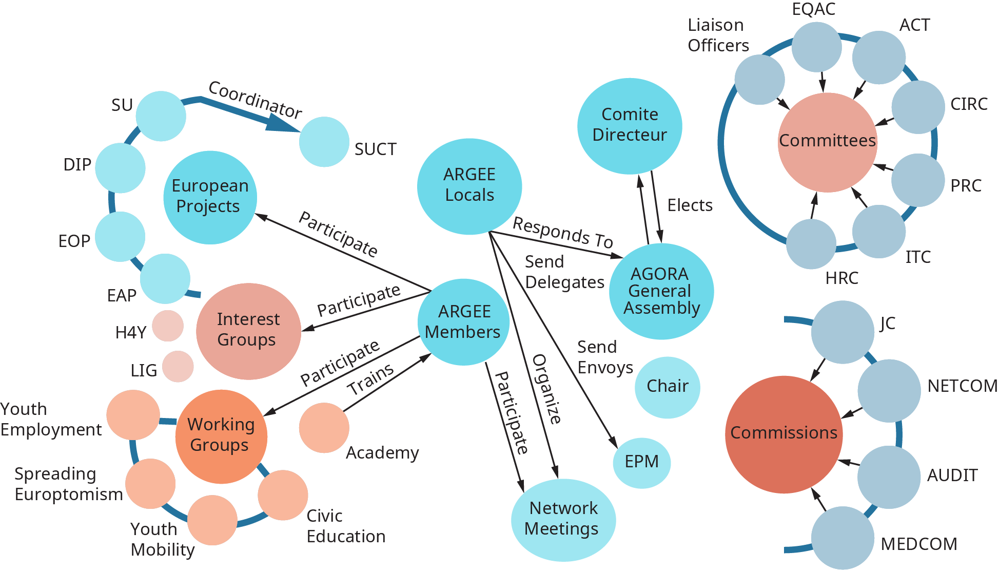 EQAC
Liaison
Officers
ACT
CIRC
Committees
PRC
ITC
HRC
SU
Coordinator
SUCT
DIP
European
Projects
EOP
EAP
Participate
ARGEE
Locals
Comite
Directeur
Elects
Responds To
Send
Delegates
AGORA
General
Assembly
Participate
ARGEE
Members
Interest
Groups
H4Y
LIG
Participate
Trains
Send
Envoys
Organize
Participate
Chair
EPM
Network
Meetings
Youth
Employment
Working
Groups
Academy
Spreading
Europtomism
Youth
Mobility
Civic
Education
JC
NETCOM
Commissions
AUDIT
MEDCOM